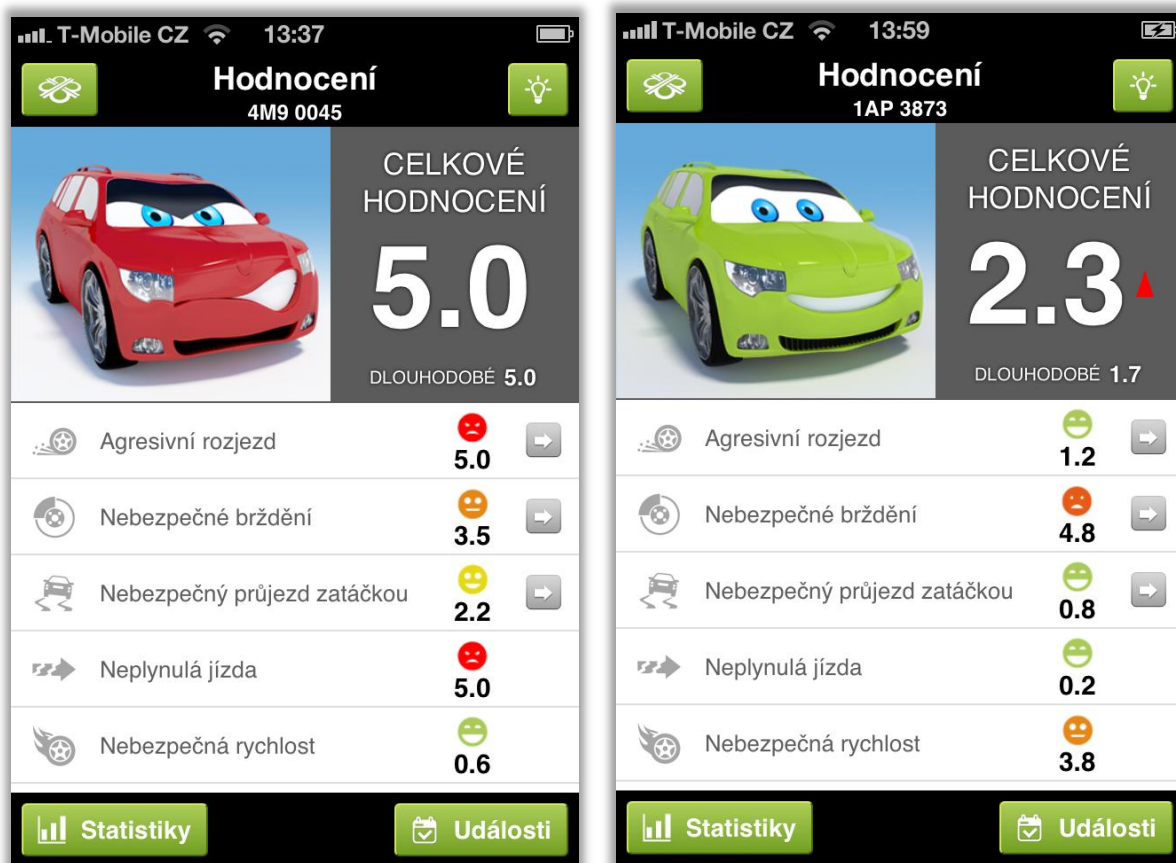 T-Mobile CZ 13:37
Hodnocení
4M9 0045
CELKOVÉ
HODNOCENÍ
5.0
DLOUHODOBÉ 5.0
Agresivní rozjezd
5.0
Nebezpečné brždění
3.5
Nebezpečný průjezd zatáčkou
2.2
Neplynulá jízda
5.0
Nebezpečná rychlost
0.6
Statistiky
Události
T-Mobile CZ 13:59
Hodnocení
1AP 3873
CELKOVÉ
HODNOCENÍ
2.3
DLOUHODOBÉ 1.7
Agresivní rozjezd
1.2
Nebezpečné brždění
4.8
Nebezpečný průjezd zatáčkou
0.8
Neplynulá jízda
0.2
Nebezpečná rychlost
3.8
Statistiky
Události